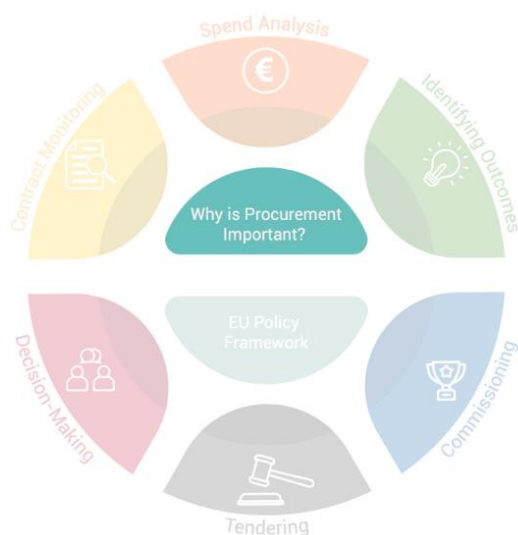 Spend Analysis
Contract Monitoring
Identifying Outcomes
€
Why is Procurement
Important?
EU Policy
Framework
Decision-Making
Commissioning
Tendering